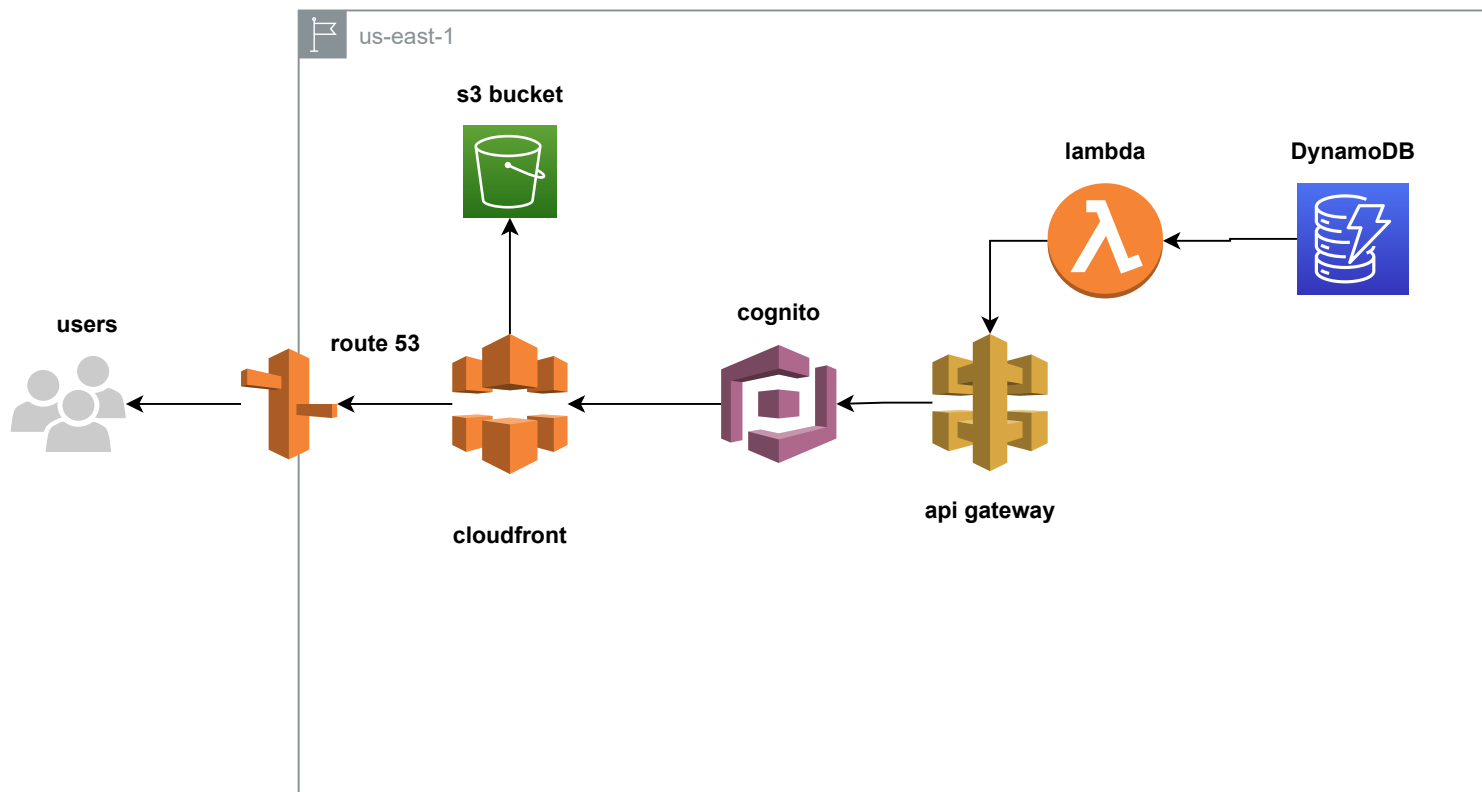 us-east-1
s3 bucket
lambda
DynamoDB
users
route 53
cognito
cloudfront
api gateway